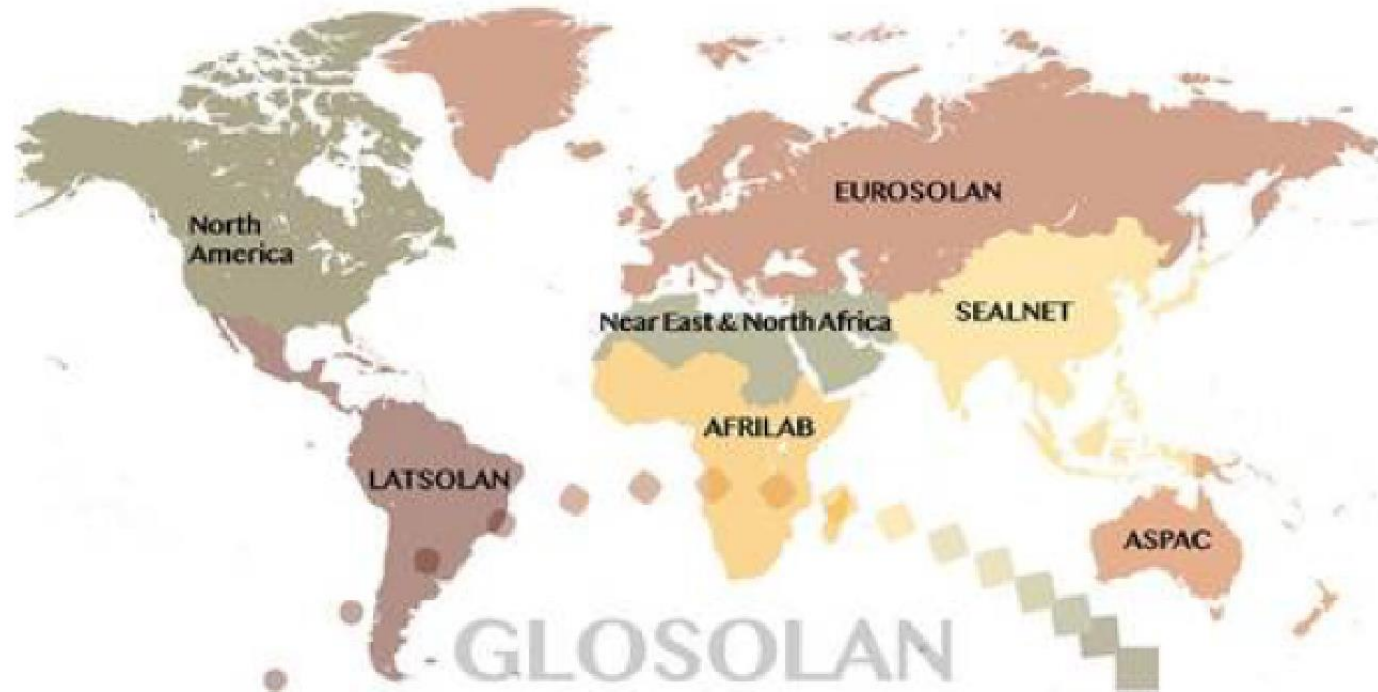 EUROSOLAN
North
America
SEALNET
Near East & North Africa
AFRILAB
LATSOLAN
ASPAC
GLOSOLAN